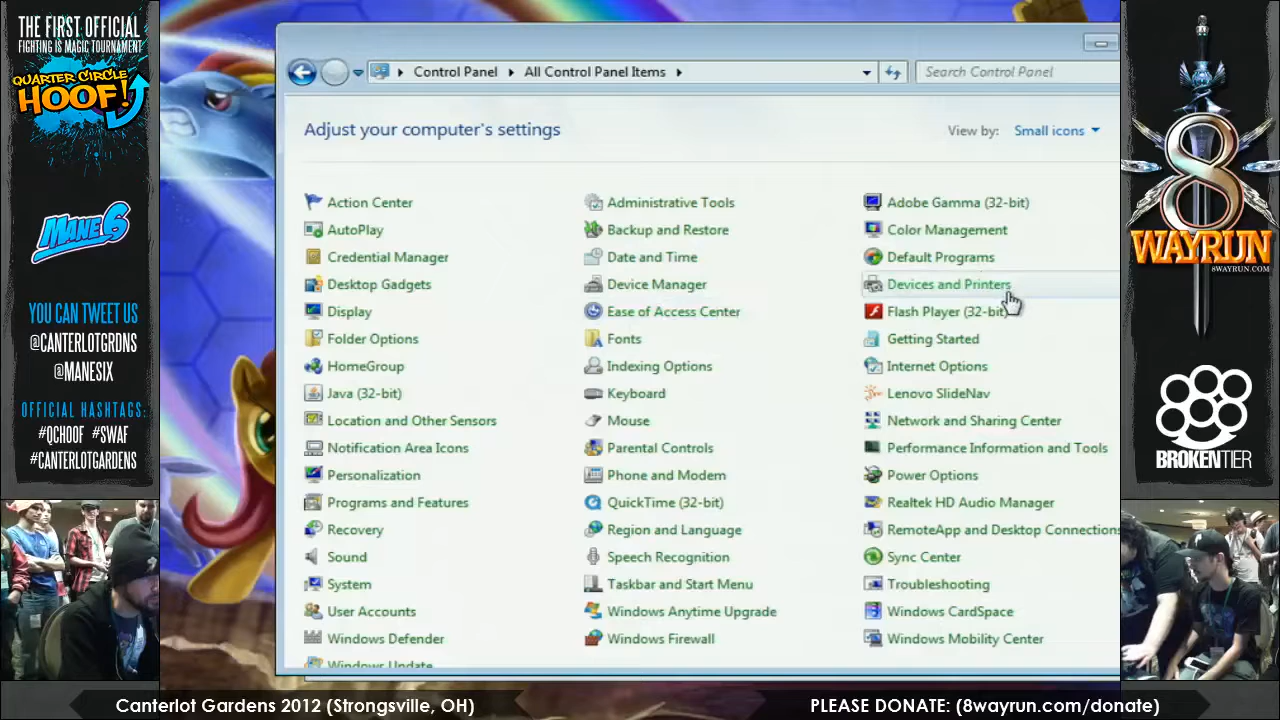 THE FIRST OFFICIAL
FIGHTING IS MAGIC TOURNAMENT
QUARTER CIRCLE
HOOF!
MANE6
YOU CAN TWEET US
@CANTERLOTGRDNS
@MANESIX
OFFICIAL HASHTAGS:
#QCHOOF #SWAF
#CANTERLOTGARDENS
Control Panel
All Control Panel Items
Search Control Panel
Adjust your computer's settings
View by: Small icons
Action Center
Administrative Tools
Adobe Gamma (32-bit)
AutoPlay
Backup and Restore
Color Management
Credential Manager
Date and Time
Default Programs
Desktop Gadgets
Device Manager
Devices and Printers
Display
Ease of Access Center
Flash Player (32-bit)
Folder Options
Fonts
Getting Started
HomeGroup
Indexing Options
Internet Options
Java (32-bit)
Keyboard
Lenovo SlideNav
Location and Other Sensors
Mouse
Network and Sharing Center
Notification Area Icons
Parental Controls
Performance Information and Tools
Personalization
Phone and Modem
Power Options
Programs and Features
QuickTime (32-bit)
Realtek HD Audio Manager
Recovery
Region and Language
RemoteApp and Desktop Connections
Sound
Speech Recognition
Sync Center
System
Taskbar and Start Menu
Troubleshooting
User Accounts
Windows Anytime Upgrade
Windows CardSpace
Windows Defender
Windows Firewall
Windows Mobility Center
Windows Update
8
WAYRUN
8WAYRUN.COM
BROKENTIER
Canterlot Gardens 2012 (Strongsville, OH)
PLEASE DONATE: (8wayrun.com/donate)